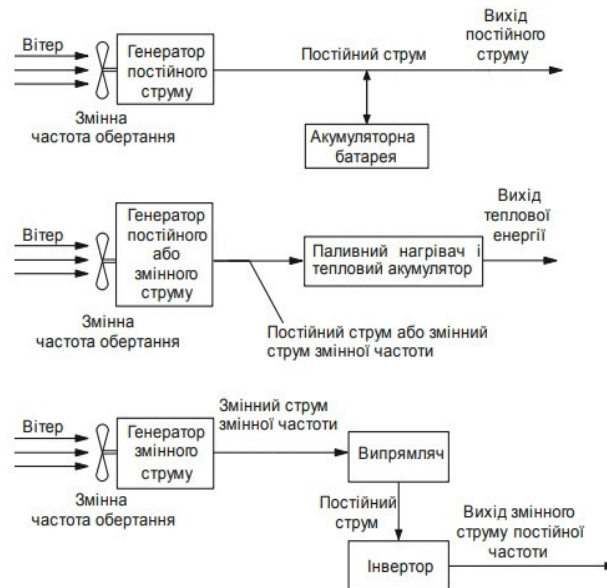 Вітер
Змінна
частота обертання
Генератор
постійного
струму
Постійний струм
Акумуляторна
батарея
Вихід
постійного
струму
Вітер
Змінна
частота обертання
Генератор
постійного
або
змінного
струму
Постійний струм або змінний
струм змінної частоти
Паливний нагрівач і
тепловий акумулятор
Вихід
теплової
енергії
Вітер
Змінна
частота обертання
Генератор
змінного
струму
Змінний струм
змінної частоти
Випрямляч
Постійний
струм
Інвертор
Вихід змінного
струму постійної
частоти